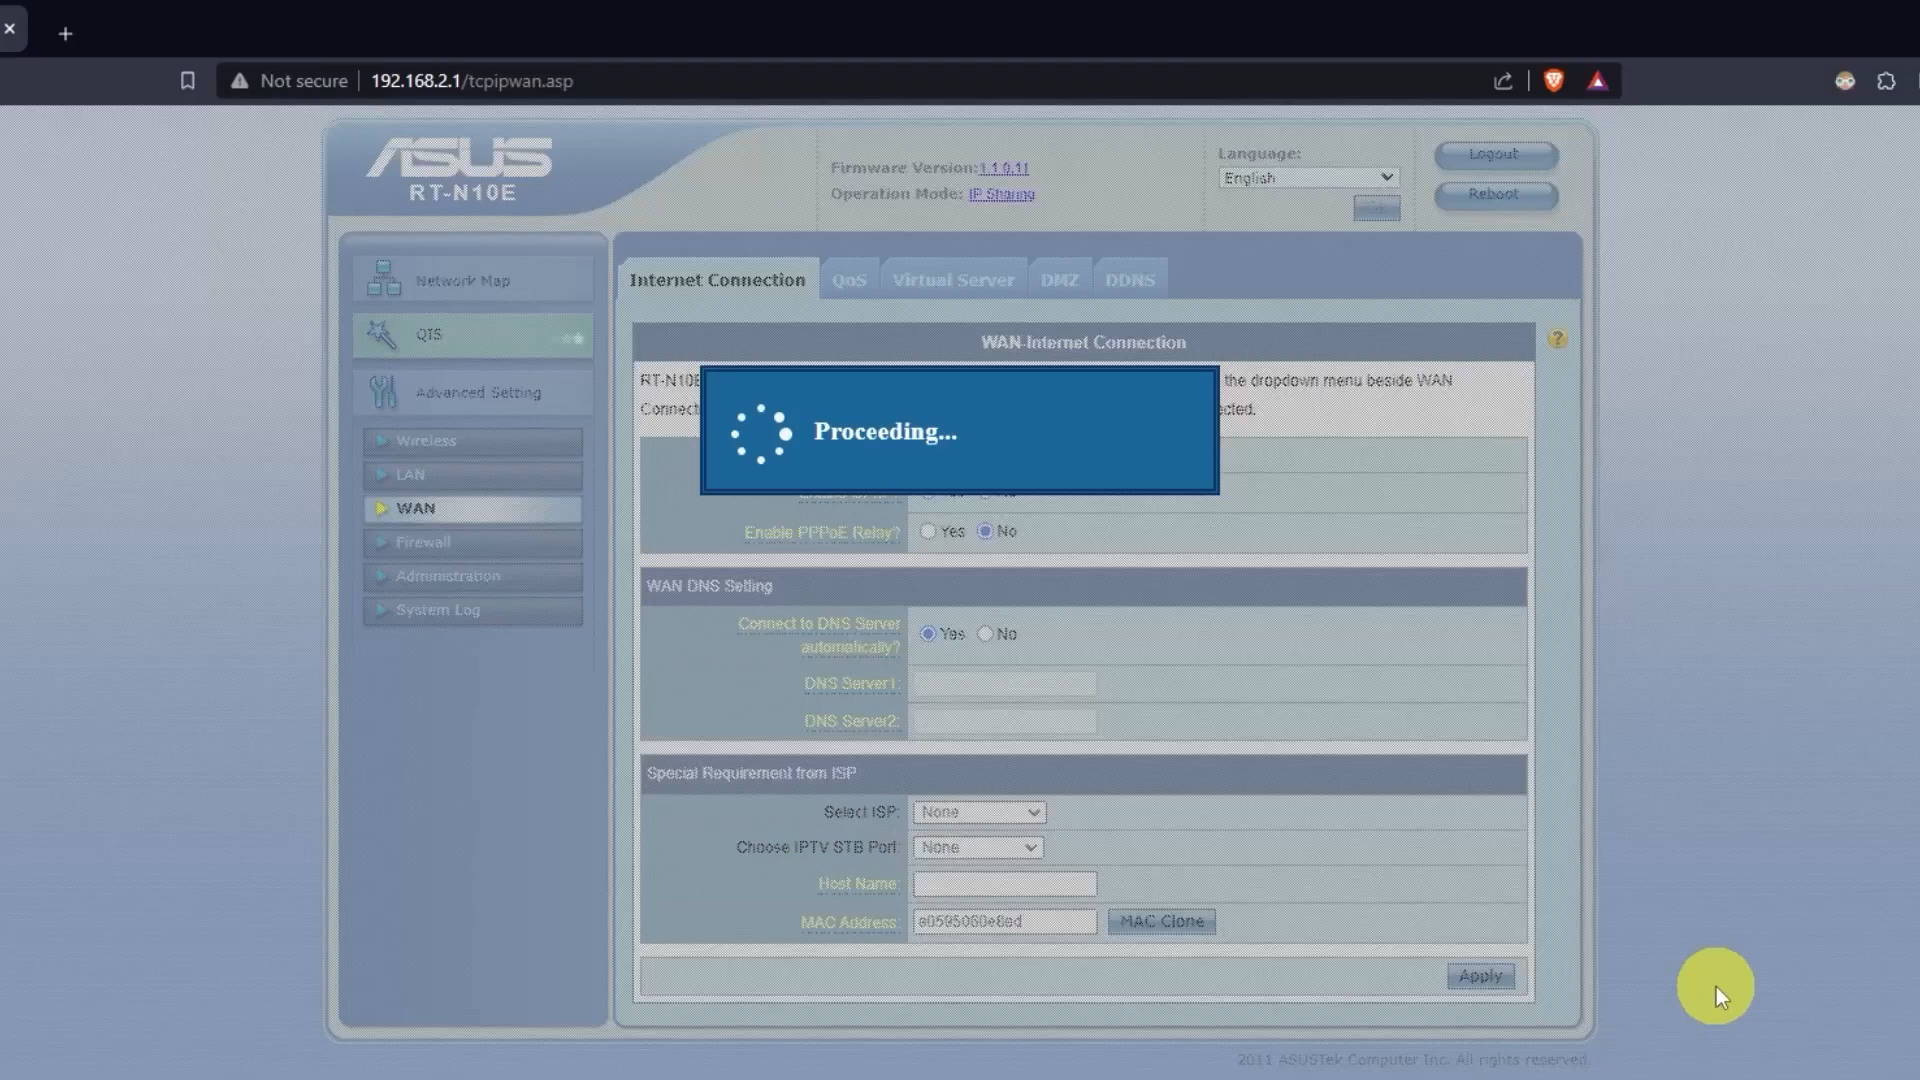 Not secure
192.168.2.1/tcpipwan.asp
ASUS
RT-N10E
Firmware Version:1.1.0.11
Operation Mode: IP Sharing
Language:
English
Logout
Reboot
Network Map
QIS
Advanced Setting
Wireless
LAN
WAN
Firewall
Administration
System Log
Internet Connection
QoS
Virtual Server
DMZ
DDNS
WAN-Internet Connection
RT-N10E the dropdown menu beside WAN
Proceeding...
Enable PPPoE Relay? Yes No
WAN DNS Setting
Connect to DNS Server
automatically?
Yes No
DNS Server1:
DNS Server2:
Special Requirement from ISP
Select ISP: None
Choose IPTV STB Port: None
Host Name:
MAC Address: MAC Clone
Apply
2011 ASUSTek Computer Inc. All rights reserved.